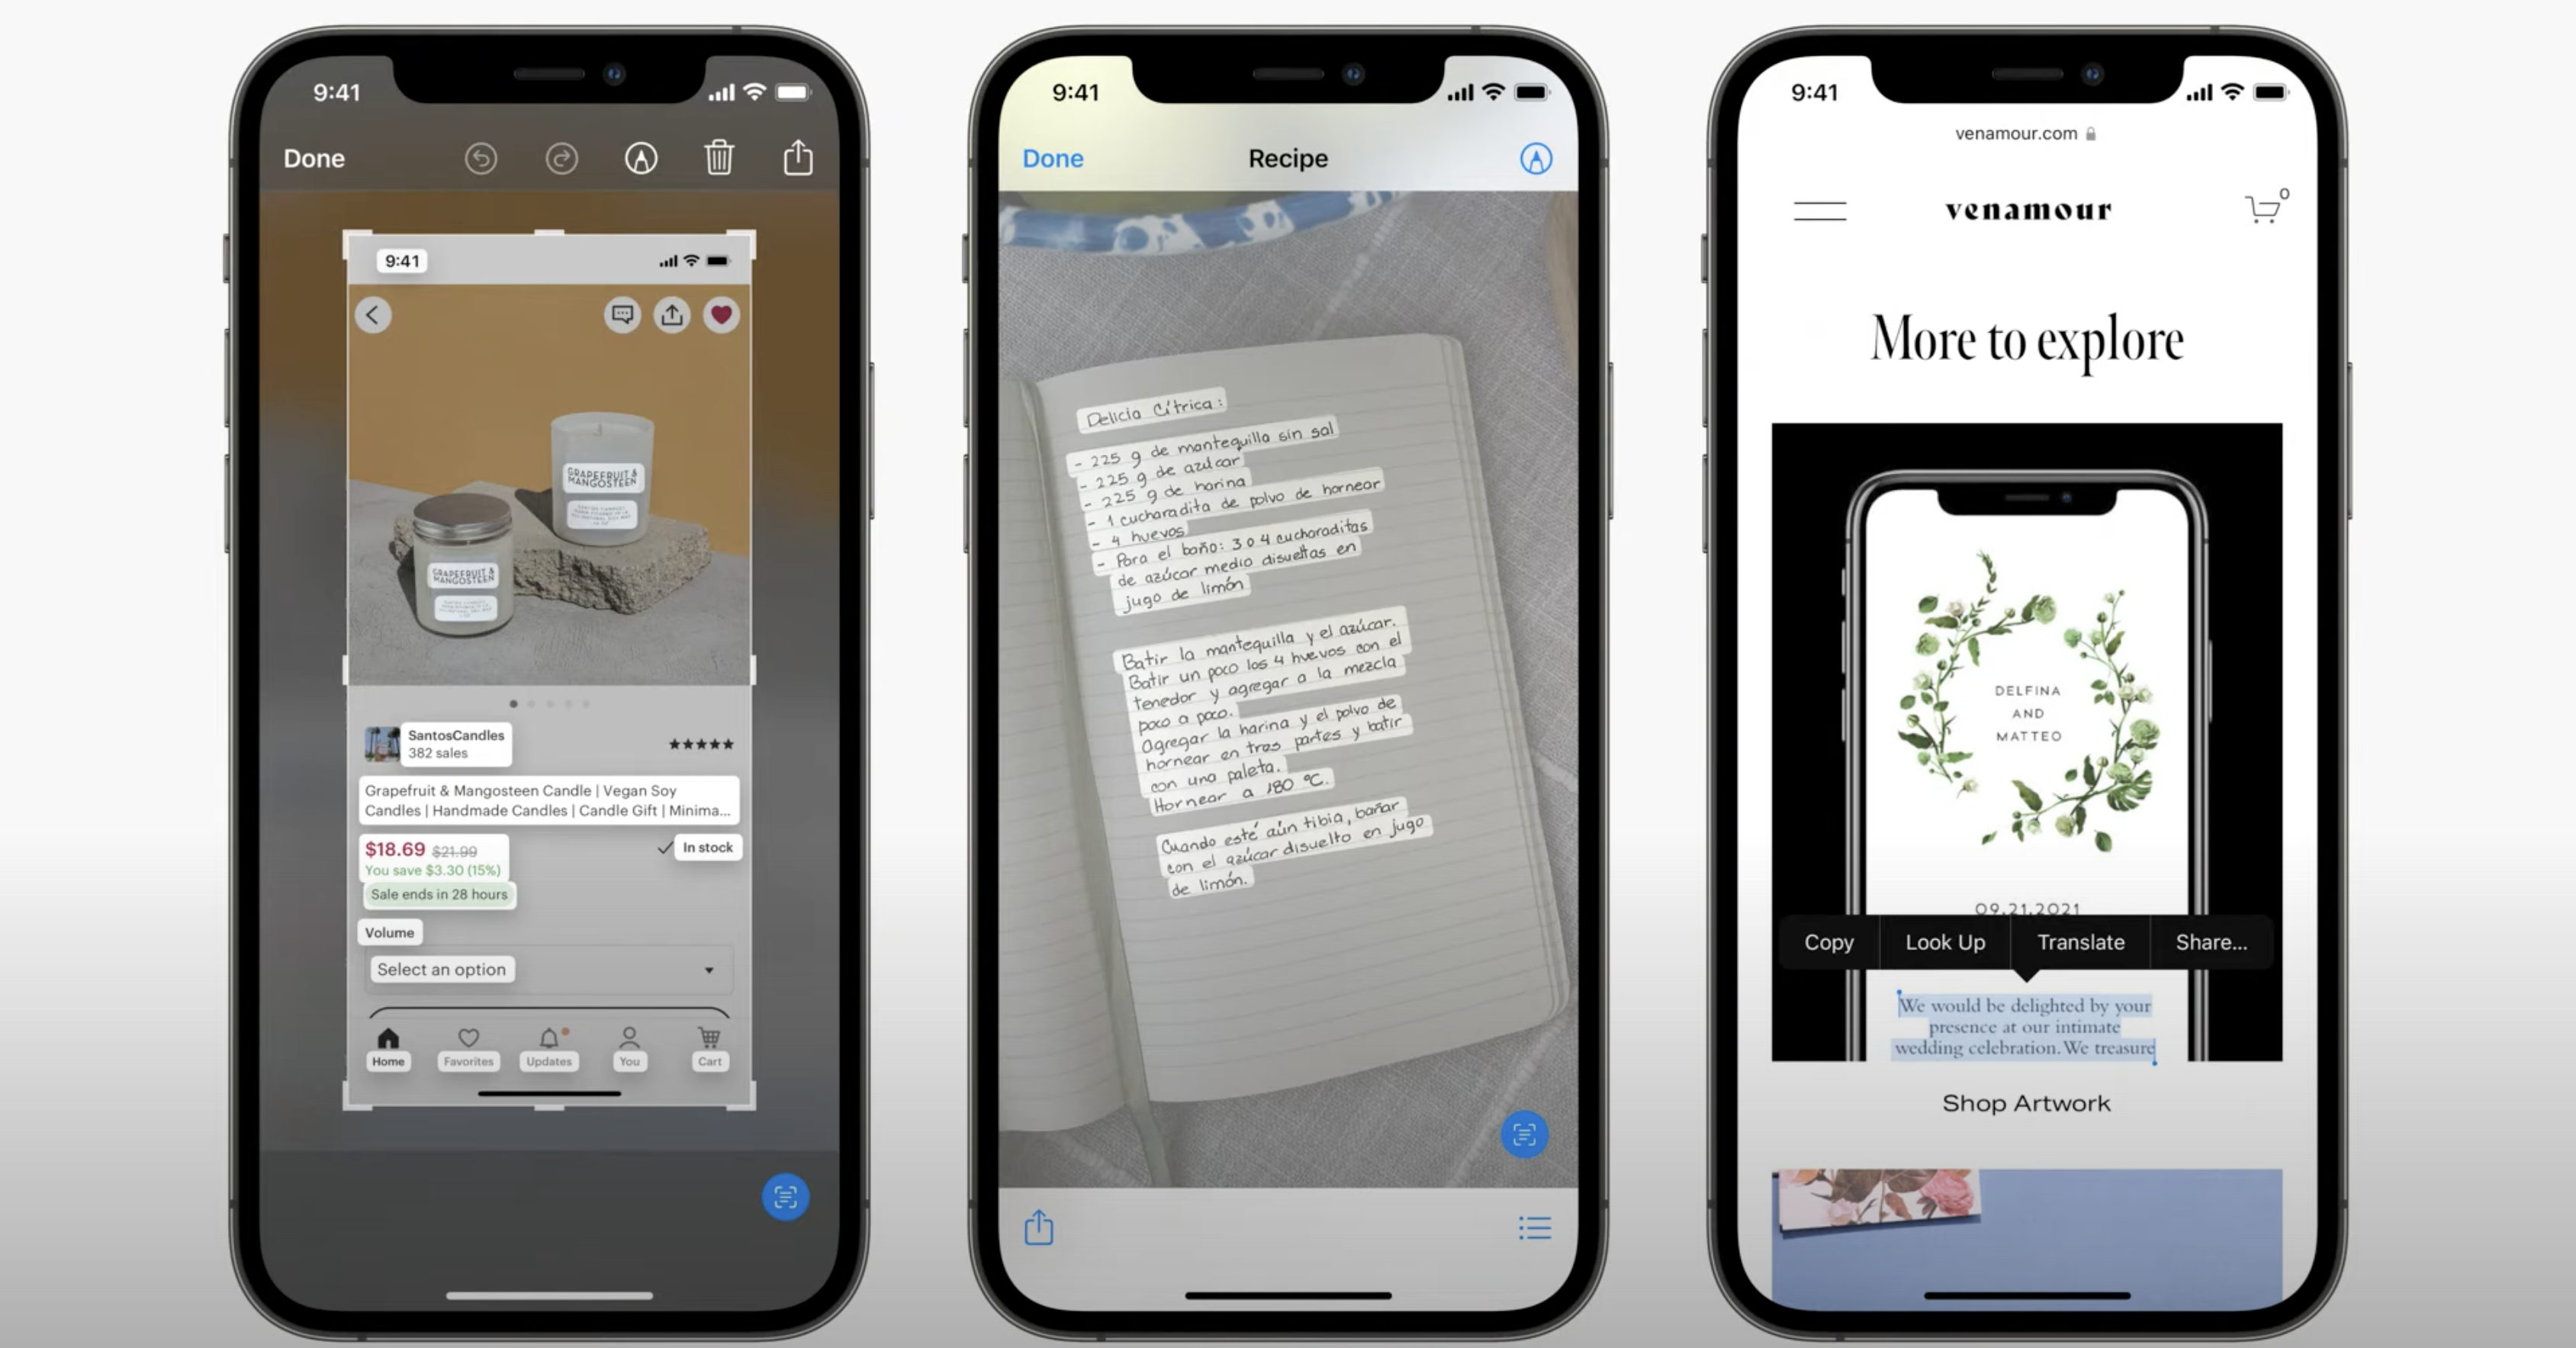 9:41
Done
9:41
GRAPEFRUIT &
MANGOSTEEN
GRAPEFRUIT &
MANGOSTEEN
SantosCandles
382 sales
Grapefruit & Mangosteen Candle | Vegan Soy
Candles | Handmade Candles | Candle Gift | Minima...
$18.69 $21.99
You save $3.30 (15%)
In stock
Sale ends in 28 hours
Volume
Select an option
Home Favorites Updates You Cart
9:41
Done Recipe
Delicia Cítrica:
- 225 g de mantequilla sin sal
- 225 g de azúcar
- 225 g de harina
- 1 cucharadita de polvo de hornear
- 4 huevos
- Para el baño: 3 o 4 cucharaditas
de azúcar medio disueltas en
jugo de limón
Batir la mantequilla y el azúcar.
Batir un poco los 4 huevos con el
tenedor y agregar a la mezcla
poco a poco.
Agregar la harina y el polvo de
hornear en tres partes y batir
con una paleta.
Hornear a 180 °C.
Cuando esté aún tibia, bañar
con el azúcar disuelto en jugo
de limón.
9:41
venamour.com
venamour
0
More to explore
DELFINA
AND
MATTEO
09.21.2021
Copy Look Up Translate Share...
We would be delighted by your
presence at our intimate
wedding celebration. We treasure
Shop Artwork